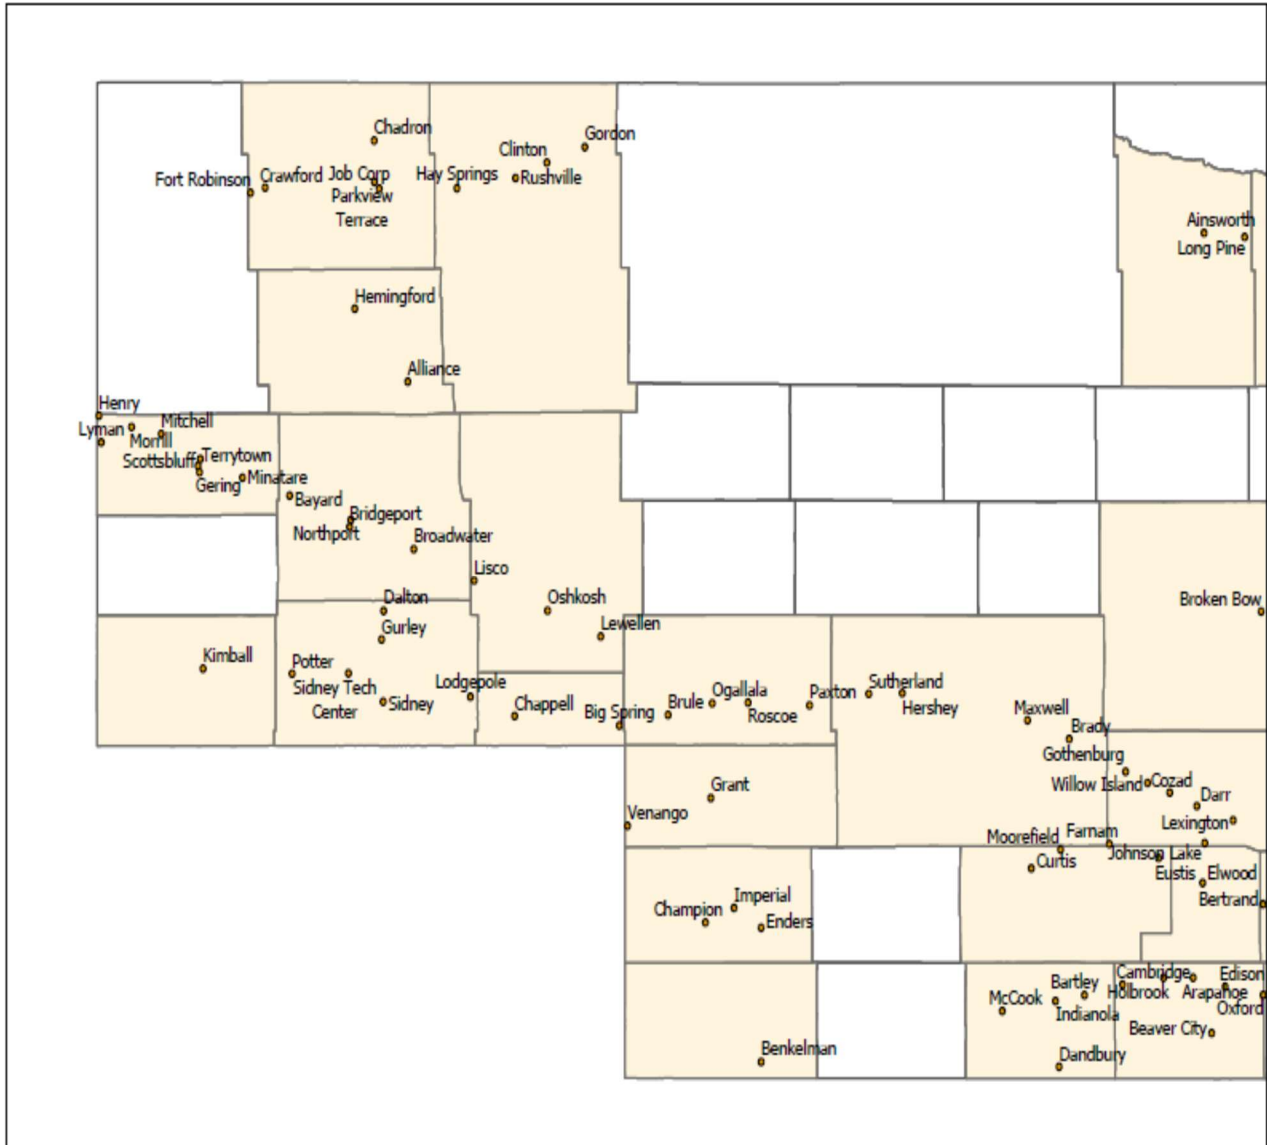 Chadron
Gordon
Clinton
Fort Robinson
Crawford
Job Corp
Hay Springs
Rushville
Parkview
Terrace
Ainsworth
Long Pine
Hemingford
Alliance
Henry
Lyman
Mitchell
Morrill
Scottsbluff
Terrytown
Gering
Minatare
Bayard
Bridgeport
Northport
Broadwater
Lisco
Dalton
Oshkosh
Broken Bow
Gurley
Lewellen
Kimball
Potter
Sidney Tech
Center
Lodgepole
Sidney
Chappell
Big Spring
Brule
Ogallala
Roscoe
Paxton
Sutherland
Hershey
Maxwell
Brady
Gothenburg
Willow Island
Cozad
Darr
Grant
Venango
Lexington
Moorefield
Farnam
Johnson Lake
Curtis
Eustis
Elwood
Bertrand
Imperial
Champion
Enders
Cambridge
Edison
Bartley
Holbrook
Arapahoe
McCook
Indianola
Oxford
Beaver City
Benkelman
Dandbury